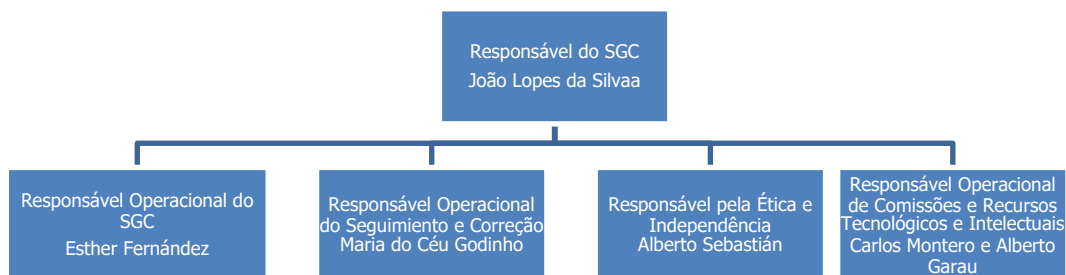 Responsável do SGC
João Lopes da Silvaa
Responsável Operacional do
SGC
Esther Fernández
Responsável Operacional
do Seguimiento e Correção
Maria do Céu Godinho
Responsável pela Ética e
Independência
Alberto Sebastián
Responsável Operacional
de Comissões e Recursos
Tecnológicos e Intelectuais
Carlos Montero e Alberto
Garau